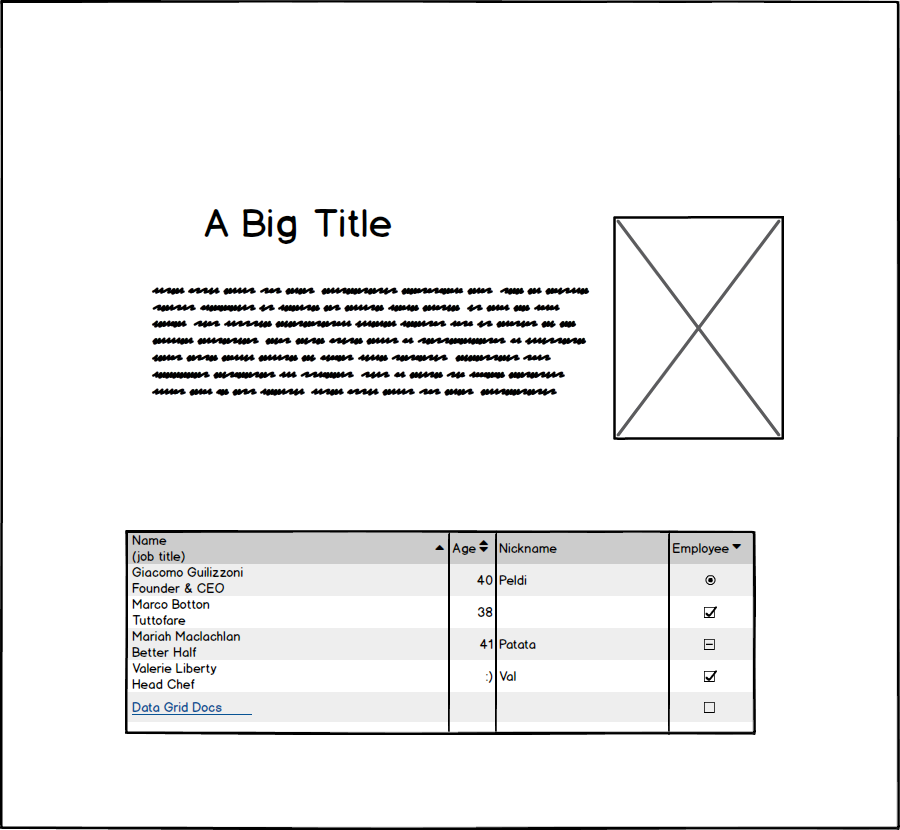 A Big Title
Name
(job title)
Age
Nickname
Employee
Giacomo Guilizzoni
Founder & CEO
40
Peldi
Marco Botton
Tuttofare
38
Mariah Maclachlan
Better Half
41
Patata
Valerie Liberty
Head Chef
:)
Val
Data Grid Docs